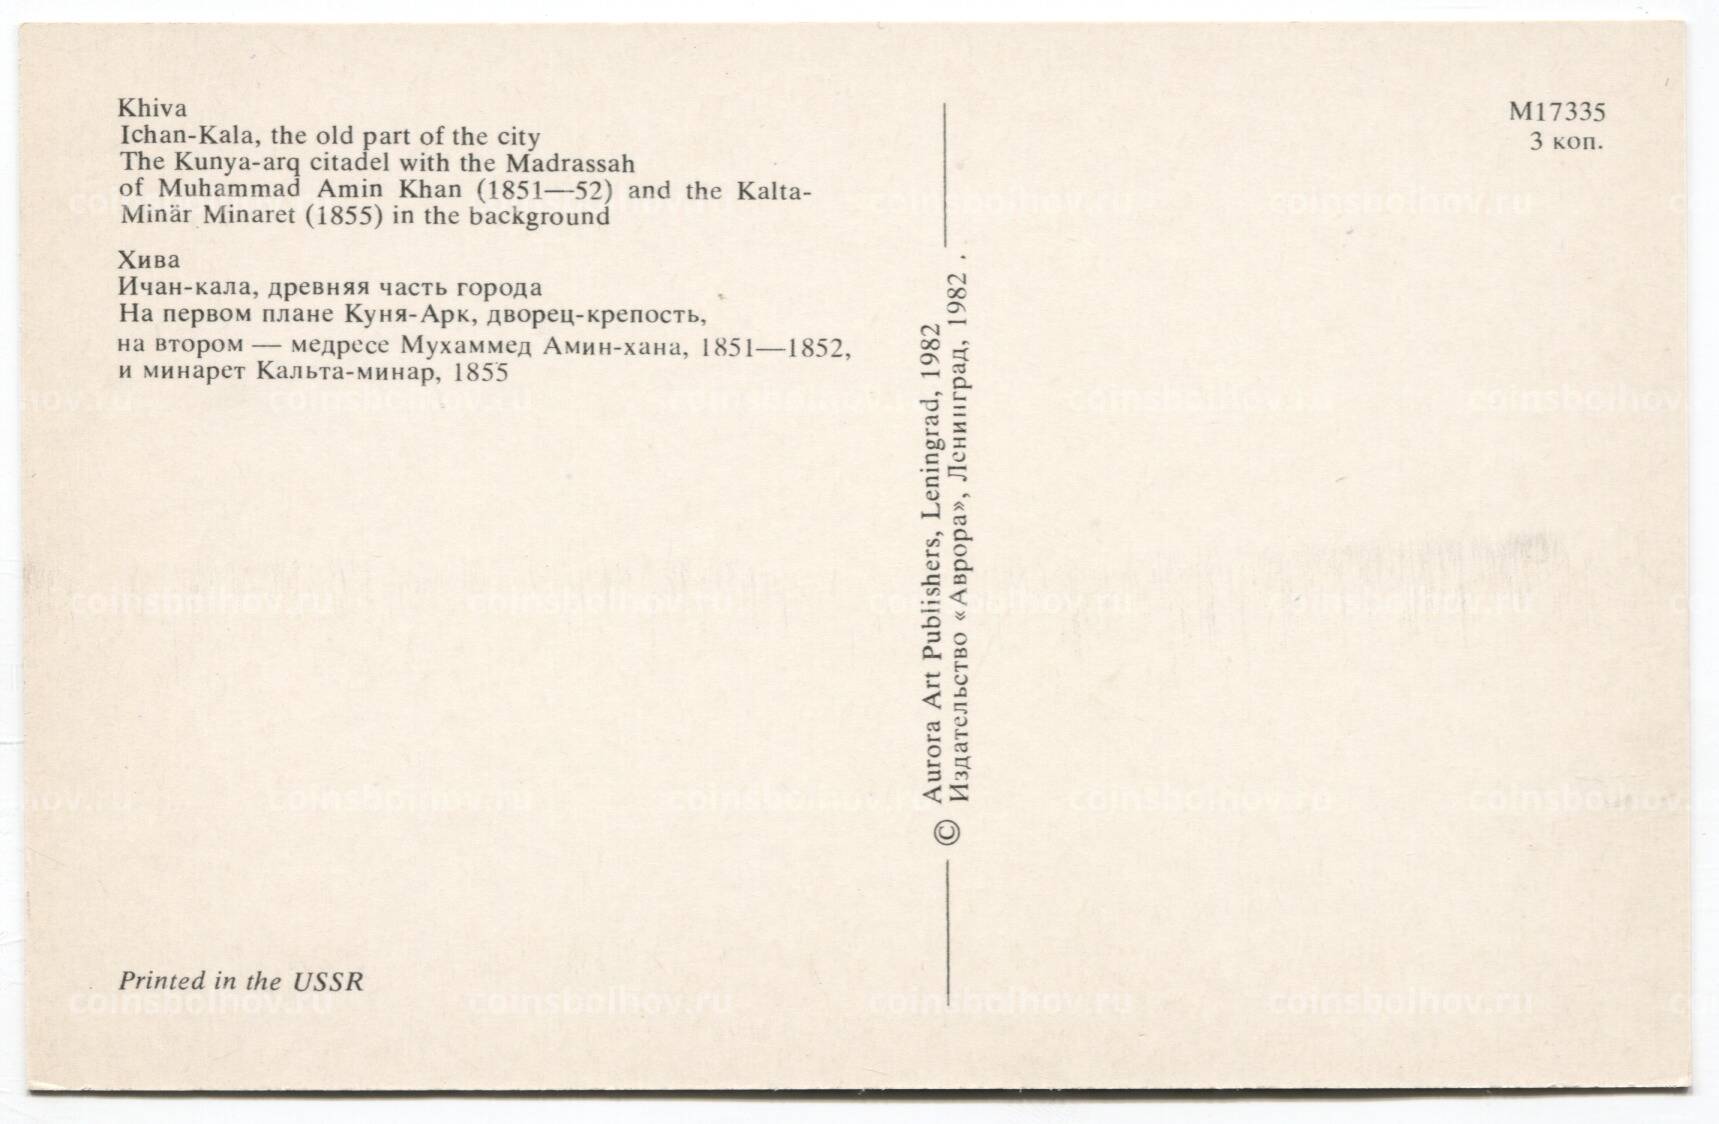 Khiva
Ichan-Kala, the old part of the city
The Kunya-arq citadel with the Madrassah
of Muhammad Amin Khan (1851—52) and the Kalta-
Minär Minaret (1855) in the background
Хива
Ичан-кала, древняя часть города
На первом плане Куня-Арк, дворец-крепость,
на втором — медресе Мухаммед Амин-хана, 1851—1852,
и минарет Кальта-минар, 1855
Printed in the USSR
© Aurora Art Publishers, Leningrad, 1982
Издательство «Аврора», Ленинград, 1982 .
М17335
3 коп.
coinsbolhov.ru